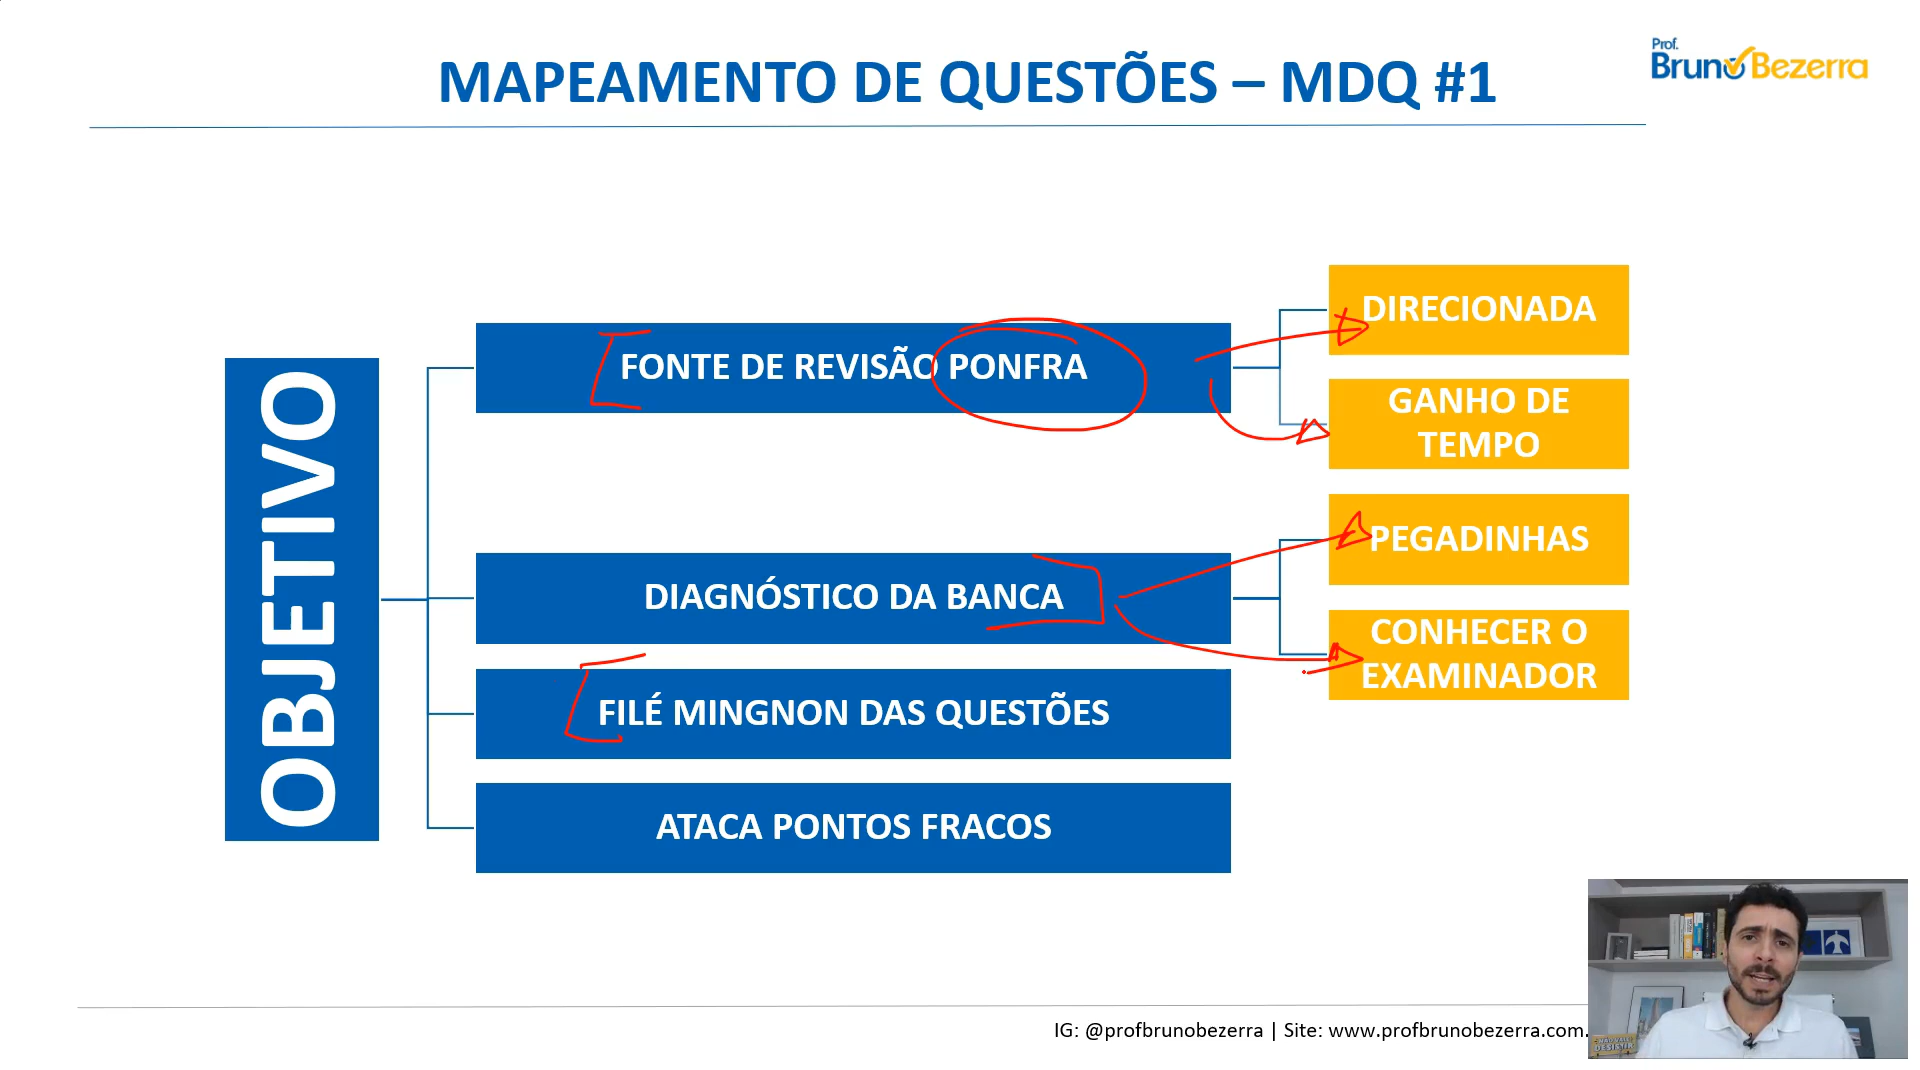 MAPEAMENTO DE QUESTÕES – MDQ #1
Prof.
Bruno Bezerra
OBJETIVO
FONTE DE REVISÃO PONFRA
DIRECIONADA
GANHO DE
TEMPO
DIAGNÓSTICO DA BANCA
PEGADINHAS
CONHECER O
EXAMINADOR
FILÉ MINGNON DAS QUESTÕES
ATACA PONTOS FRACOS
IG: @profbrunobezerra | Site: www.profbrunobezerra.com.
DESISTIR